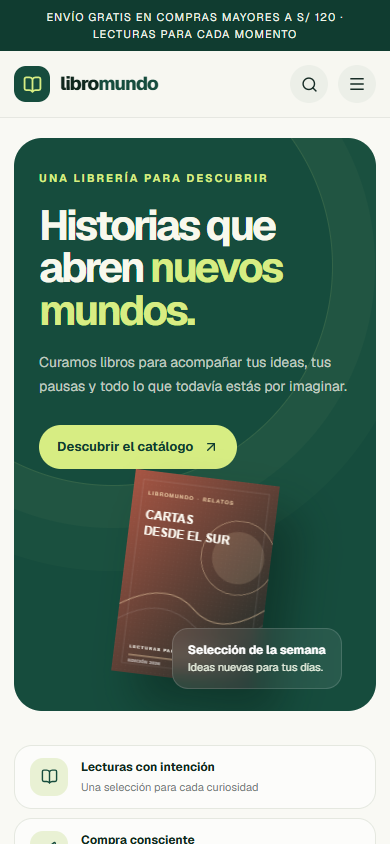 ENVÍO GRATIS EN COMPRAS MAYORES A S/ 120 ·
LECTURAS PARA CADA MOMENTO
libromundo
UNA LIBRERÍA PARA DESCUBRIR
Historias que
abren nuevos
mundos.
Curamos libros para acompañar tus ideas, tus
pausas y todo lo que todavía estás por imaginar.
Descubrir el catálogo
LIBROMUNDO · RELATOS
CARTAS
DESDE EL SUR
LECTURAS
Selección de la semana
Ideas nuevas para tus días.
Lecturas con intención
Una selección para cada curiosidad
Compra consciente